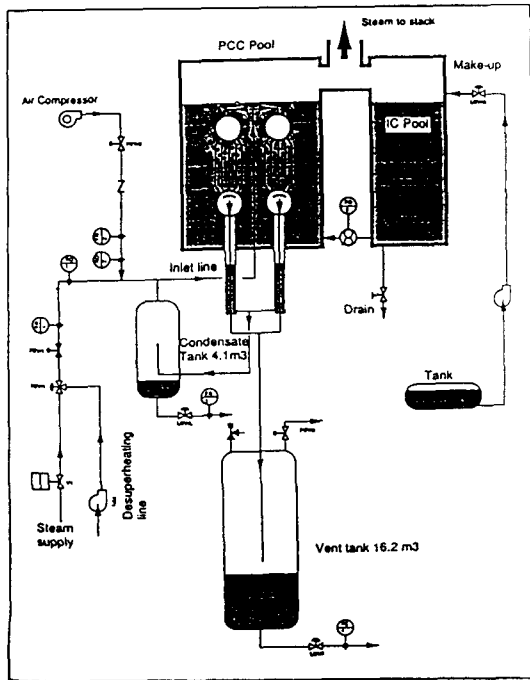 Steam to stack
PCC Pool
Make-up
Air Compressor
IC Pool
Inlet line
Drain
Condensate
Tank 4.1m3
Tank
Desuperheating
line
Steam
supply
Vent tank 16.2 m3